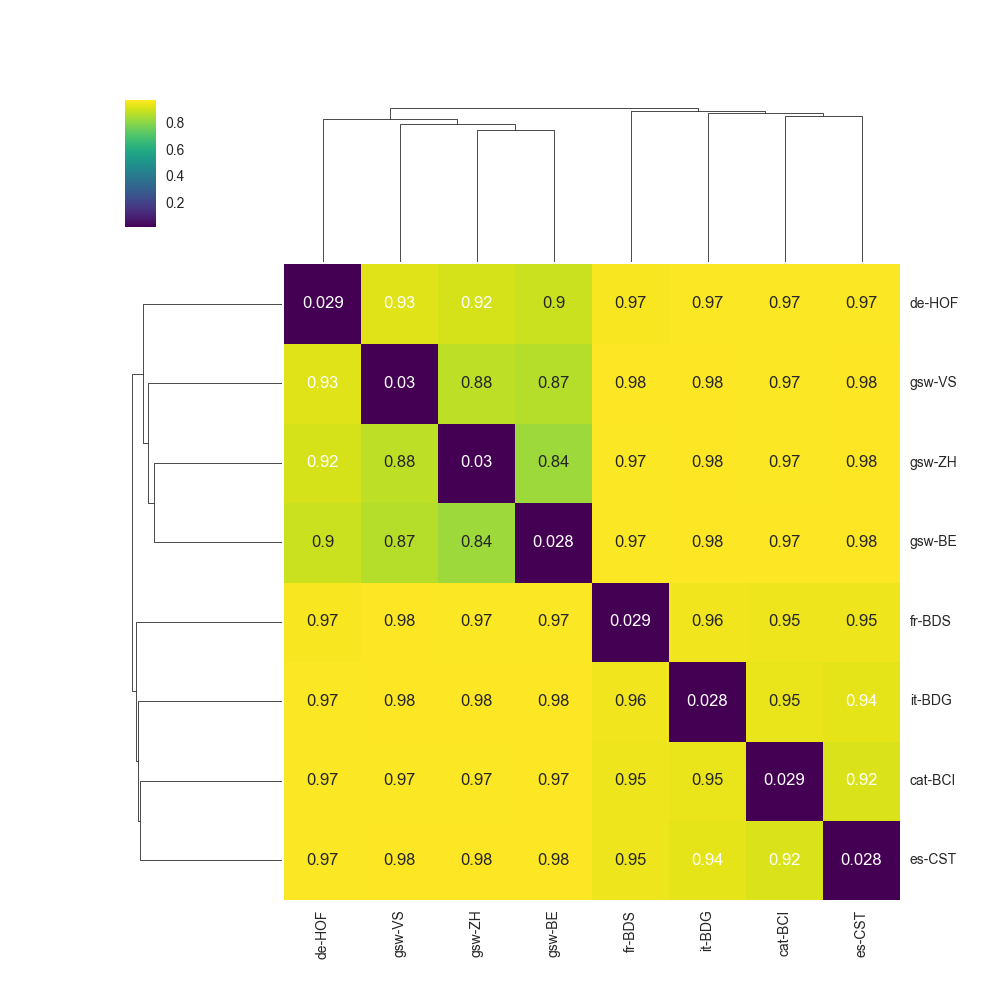 0.8
0.6
0.4
0.2
0.029 0.93 0.92 0.9 0.97 0.97 0.97 0.97 de-HOF
0.93 0.03 0.88 0.87 0.98 0.98 0.97 0.98 gsw-VS
0.92 0.88 0.03 0.84 0.97 0.98 0.97 0.98 gsw-ZH
0.9 0.87 0.84 0.028 0.97 0.98 0.97 0.98 gsw-BE
0.97 0.98 0.97 0.97 0.029 0.96 0.95 0.95 fr-BDS
0.97 0.98 0.98 0.98 0.96 0.028 0.95 0.94 it-BDG
0.97 0.97 0.97 0.97 0.95 0.95 0.029 0.92 cat-BCI
0.97 0.98 0.98 0.98 0.95 0.94 0.92 0.028 es-CST
de-HOF gsw-VS gsw-ZH gsw-BE fr-BDS it-BDG cat-BCI es-CST